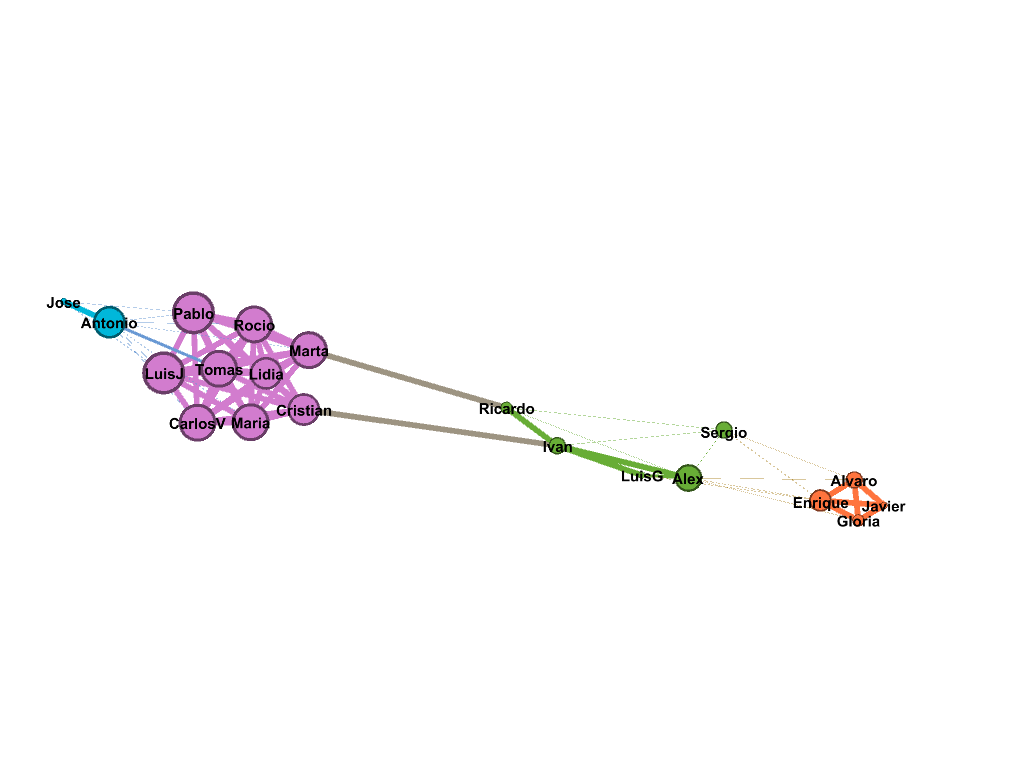 Jose
Antonio
Pablo
Rocio
Marta
LuisJ
Tomas
Lidia
CarlosV
Maria
Cristian
Ricardo
Ivan
Sergio
LuisG
Alex
Alvaro
Enrique
Javier
Gloria